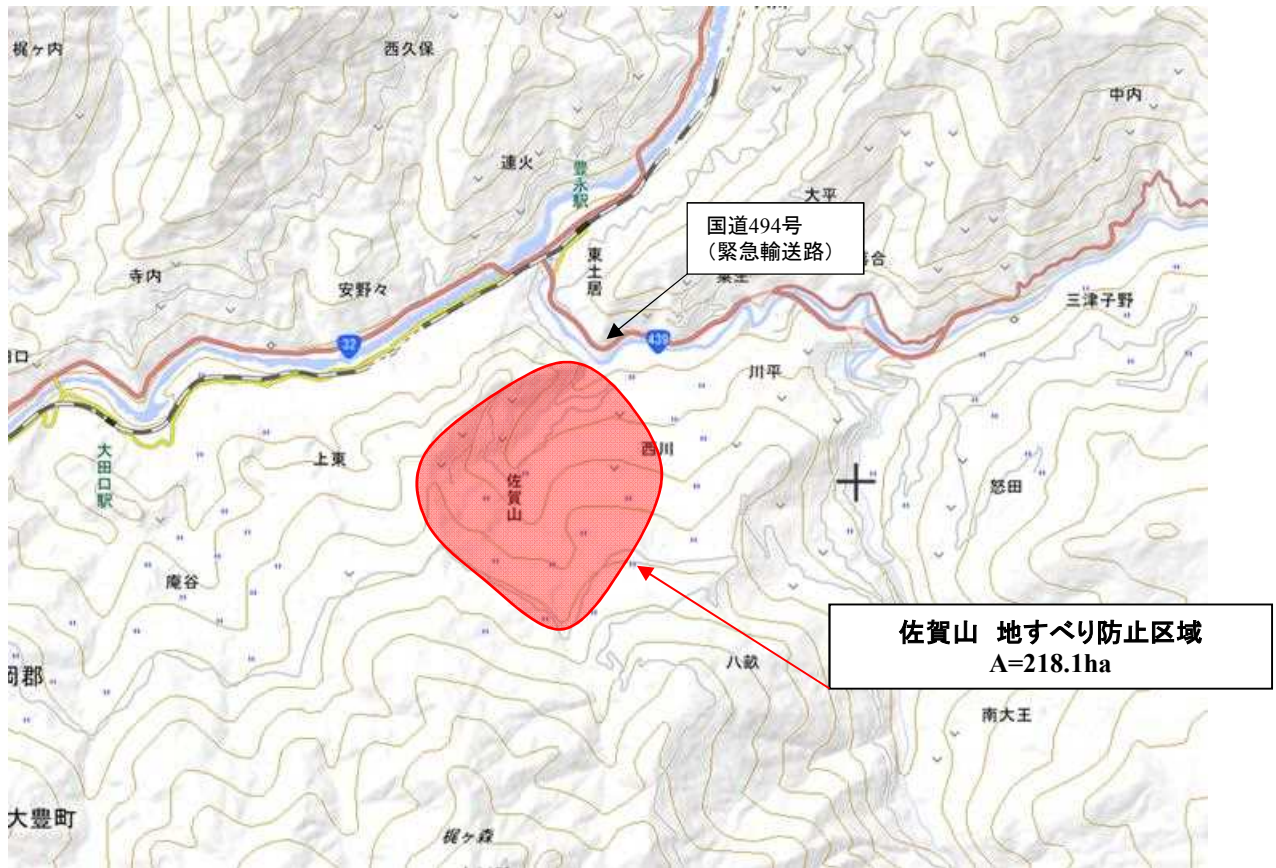 梶ヶ内
西久保
中内
速火
豊永駅
大平
国道494号
(緊急輸送路)
東土居
寺内
安野々
三津子野
32
439
川平
上東
西川
大田口駅
佐賀山
怒田
庵谷
佐賀山 地すべり防止区域
A=218.1ha
八畝
南大王
大豊町
梶ヶ森